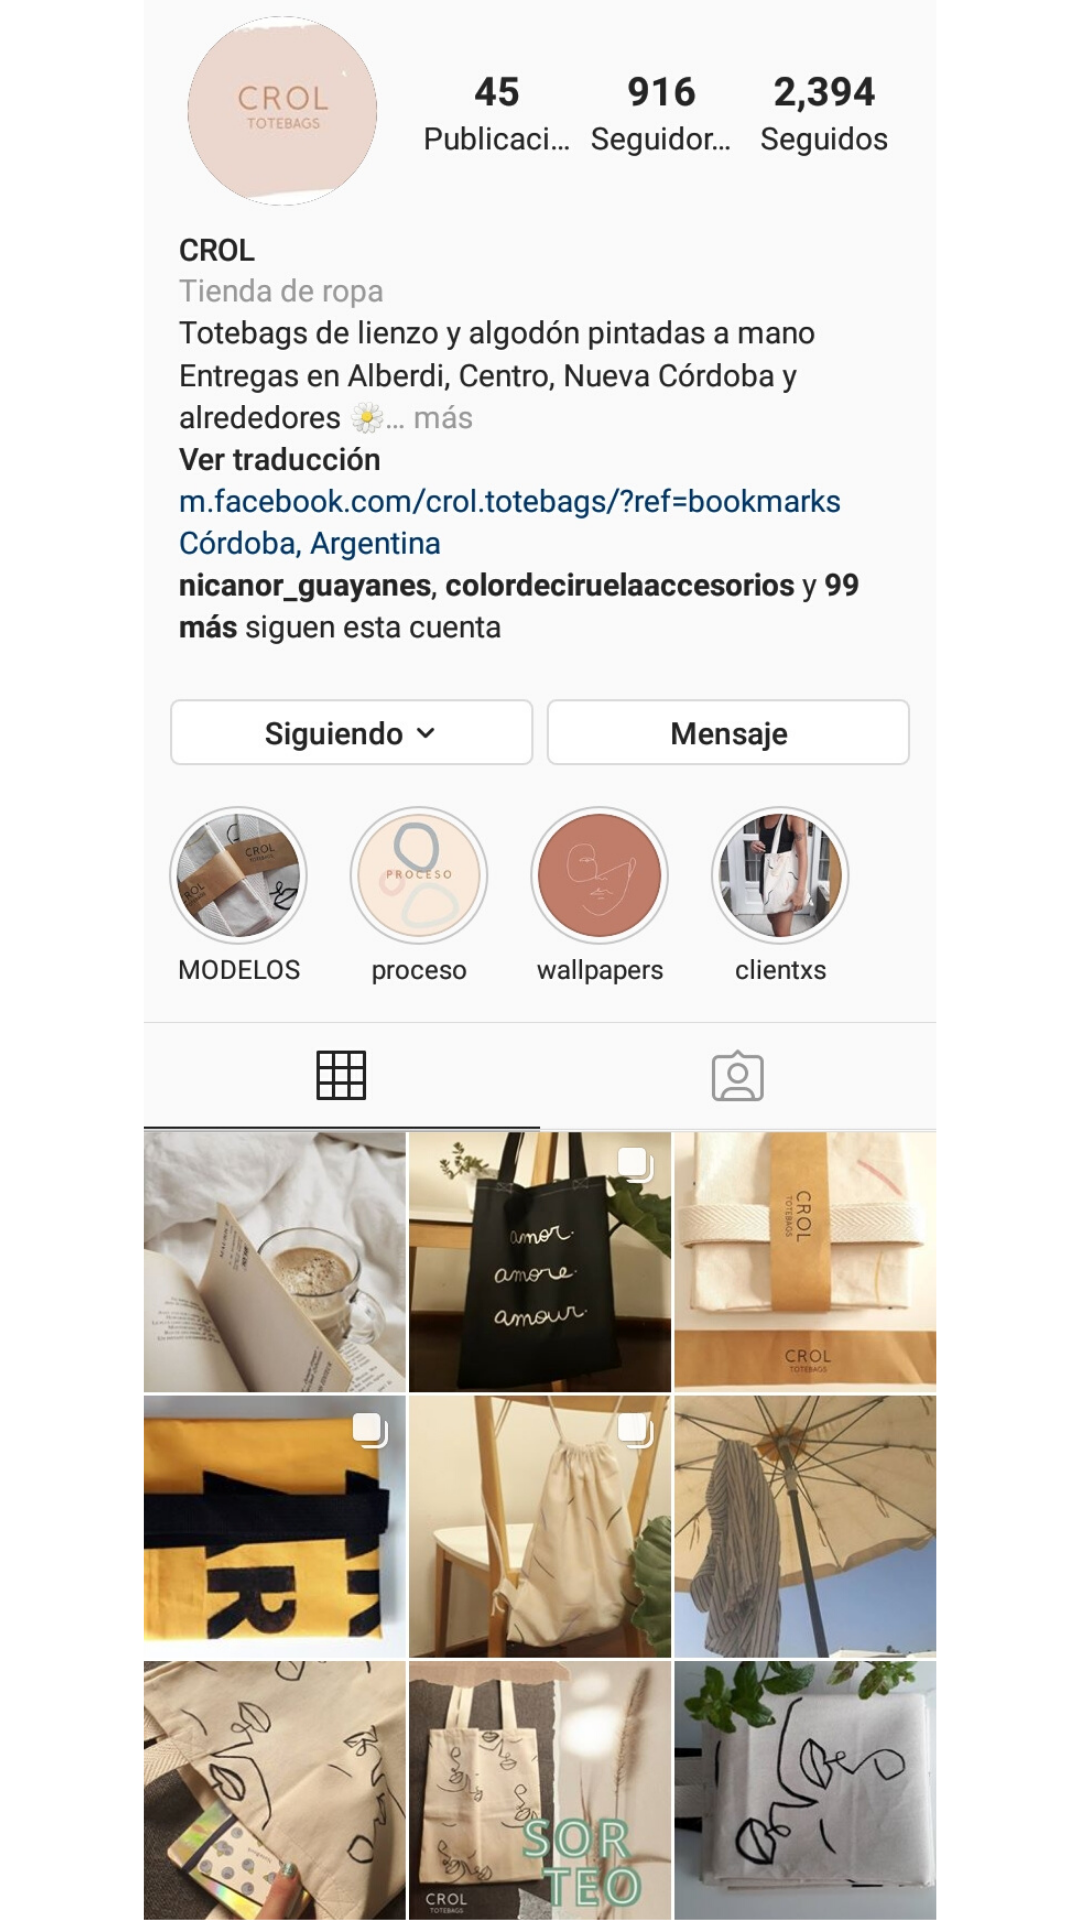 CROL
TOTEBAGS
45 916 2,394
Publicaci... Seguidor... Seguidos
CROL
Tienda de ropa
Totebags de lienzo y algodón pintadas a mano
Entregas en Alberdi, Centro, Nueva Córdoba y
alrededores 🌼... más
Ver traducción
m.facebook.com/crol.totebags/?ref=bookmarks
Córdoba, Argentina
nicanor_guayanes, colordeciruelaaccesorios y 99
más siguen esta cuenta
Siguiendo Mensaje
CROL
CROL
PROCESO
MODELOS proceso wallpapers clientxs
amor.
amore.
amour.
CROL
TOTEBAGS
CROL
TOTEBAGS
R
SOR
TEO
CROL
TOTEBAGS